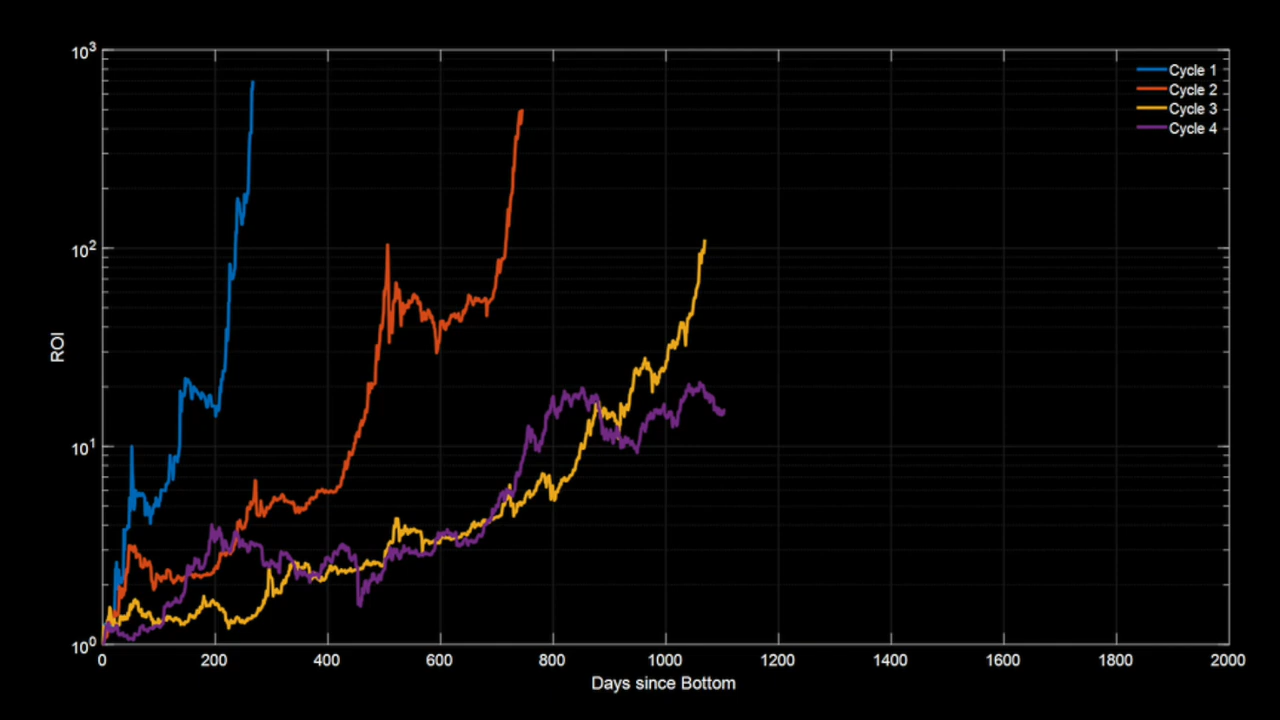 10³
Cycle 1
Cycle 2
Cycle 3
Cycle 4
10²
ROI
10¹
10⁰
0 200 400 600 800 1000 1200 1400 1600 1800 2000
Days since Bottom